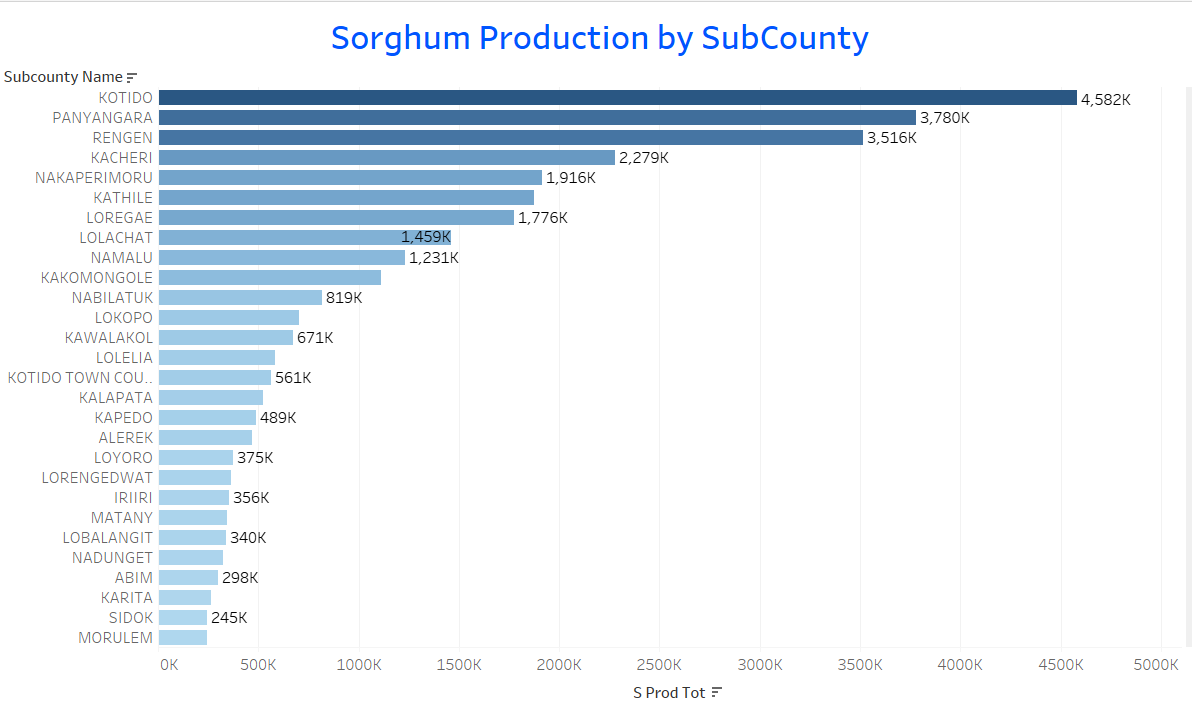 Sorghum Production by SubCounty
Subcounty Name
KOTIDO 4,582K
PANYANGARA 3,780K
RENGEN 3,516K
KACHERI 2,279K
NAKAPERIMORU 1,916K
KATHILE
LOREGAE 1,776K
LOLACHAT 1,459K
NAMALU 1,231K
KAKOMONGOLE
NABILATUK 819K
LOKOPO
KAWALAKOL 671K
LOLELIA
KOTIDO TOWN COU.. 561K
KALAPATA
KAPEDO 489K
ALEREK
LOYORO 375K
LORENGEDWAT
IRIIRI 356K
MATANY
LOBALANGIT 340K
NADUNGET
ABIM 298K
KARITA
SIDOK 245K
MORULEM
0K 500K 1000K 1500K 2000K 2500K 3000K 3500K 4000K 4500K 5000K
S Prod Tot